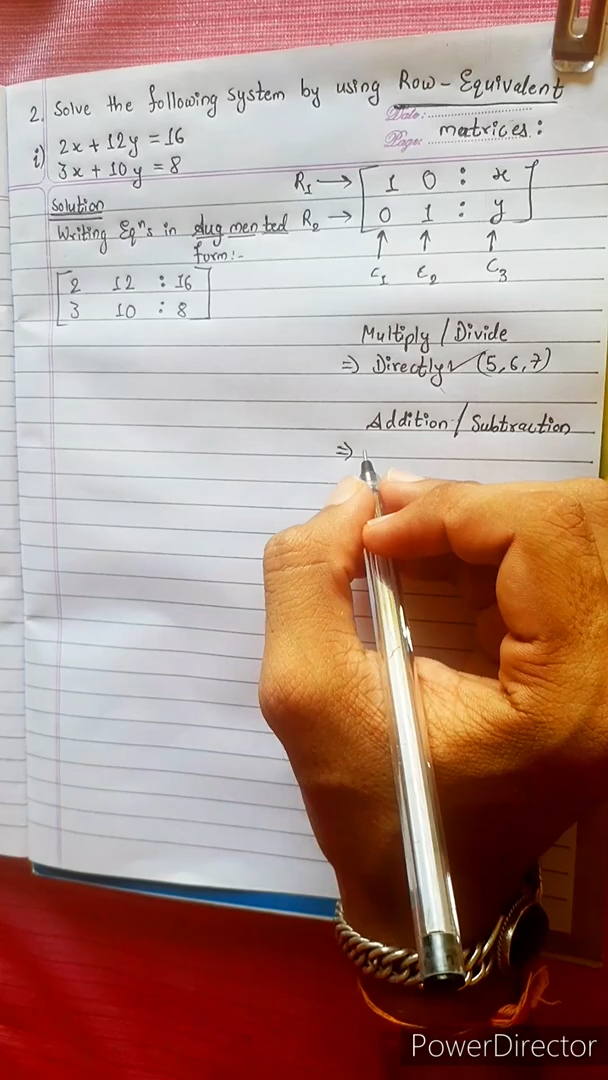 2. Solve the following system by using Row-Equivalent
Date:
matrices:
Page:
i) 2x + 12y = 16
3x + 10y = 8
Solution
Writing Eqⁿs in Augmented
form:-
[2 12 : 16]
[3 10 : 8]
R₁ → [1 0 : x]
R₂ → [0 1 : y]
↑ ↑ ↑
C₁ C₂ C₃
Multiply / Divide
⇒ Directly ✓ (5, 6, 7)
Addition / Subtraction
⇒
PowerDirector